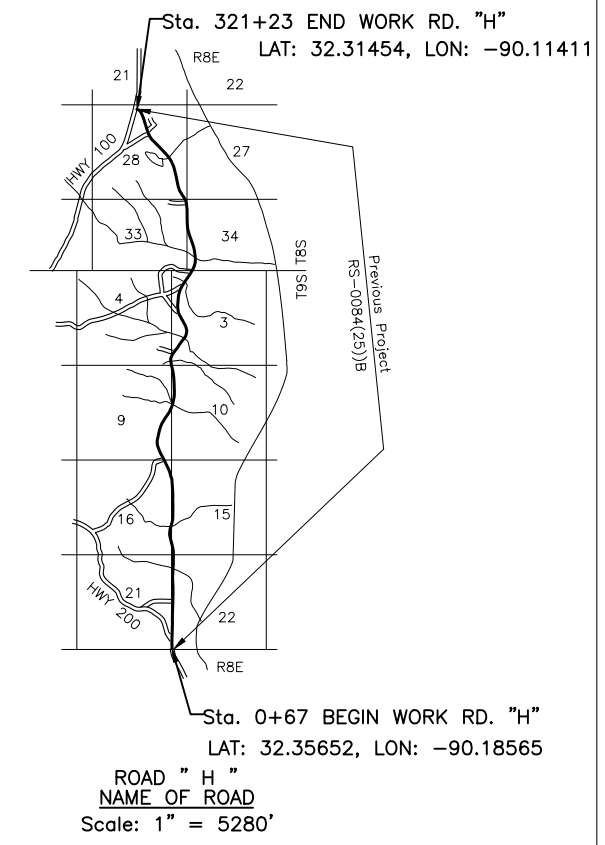 Sta. 321+23 END WORK RD. "H"
LAT: 32.31454, LON: -90.11411
21
R8E
22
HWY 100
28
27
33
34
T8S
T9S
Previous Project
RS-0084(25))B
4
3
9
10
16
15
21
HWY 200
22
R8E
Sta. 0+67 BEGIN WORK RD. "H"
LAT: 32.35652, LON: -90.18565
ROAD " H "
NAME OF ROAD
Scale: 1" = 5280'